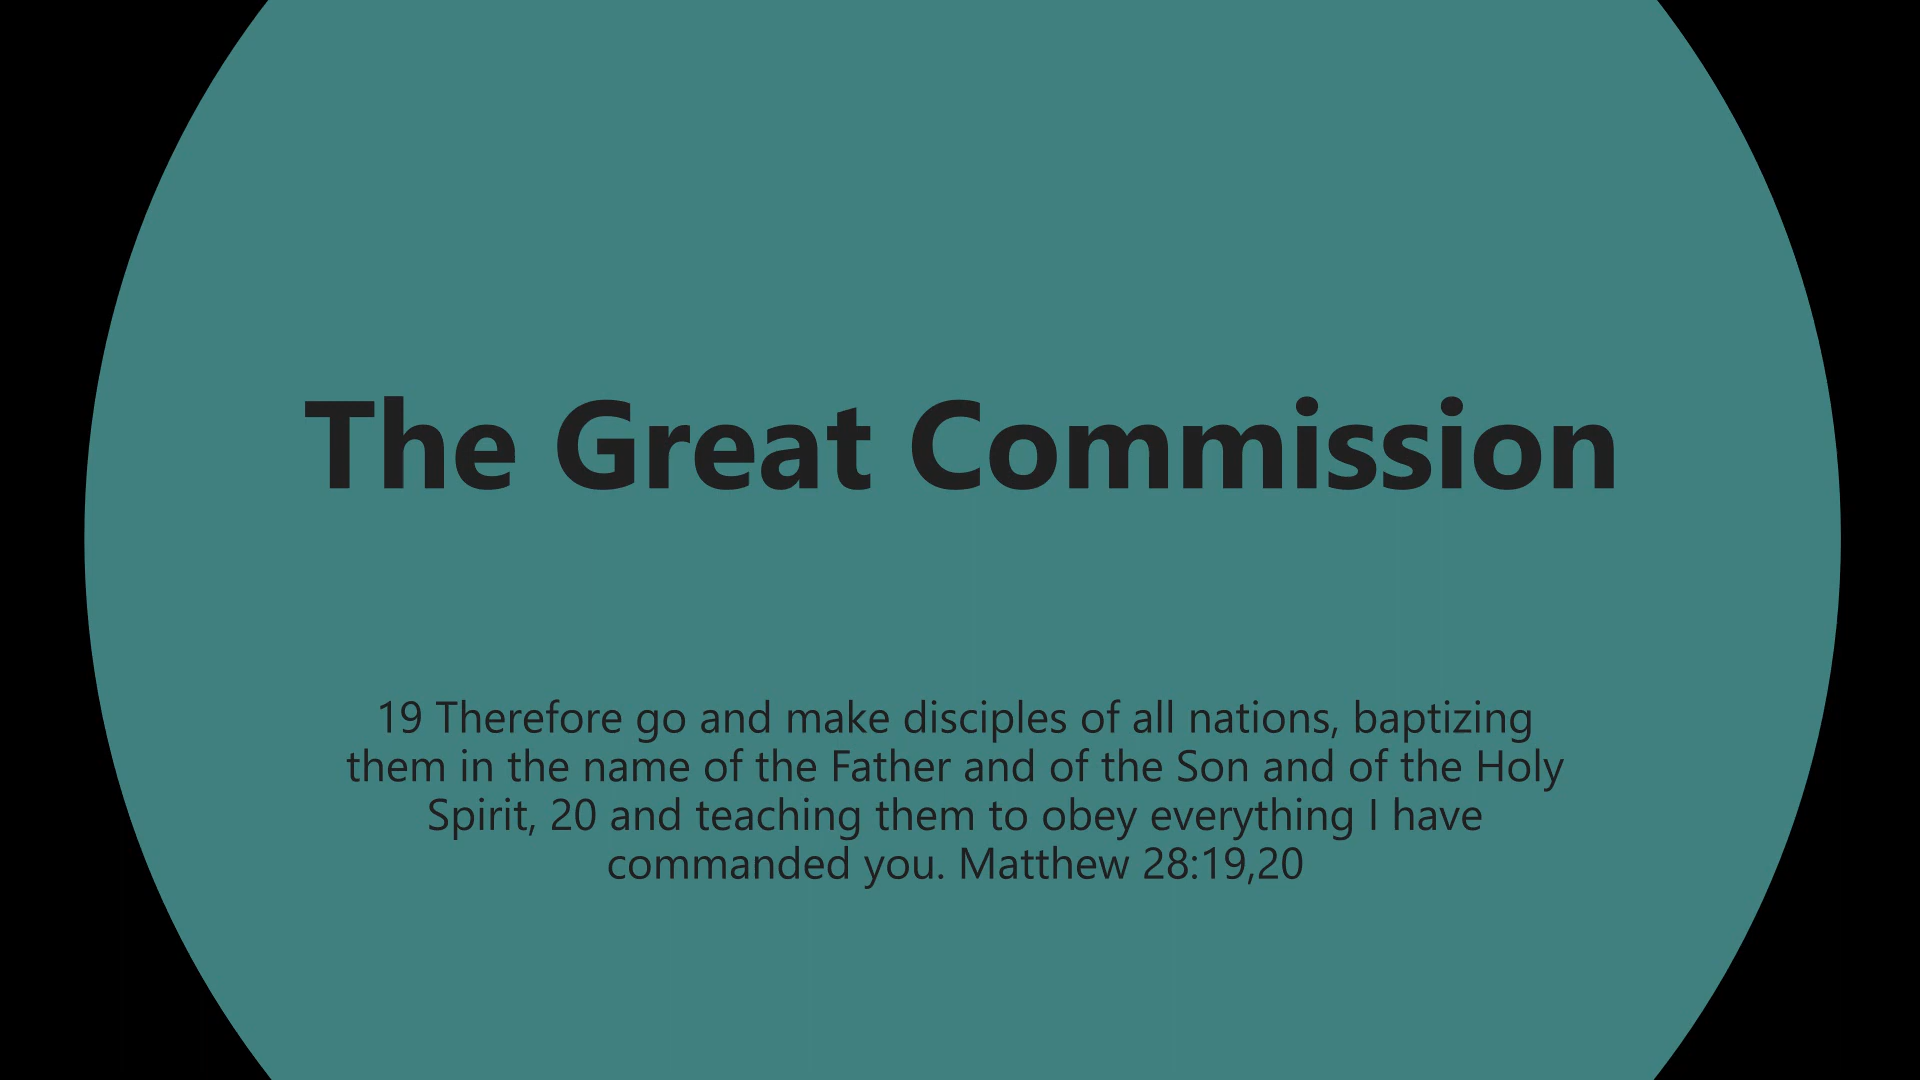 The Great Commission
19 Therefore go and make disciples of all nations, baptizing
them in the name of the Father and of the Son and of the Holy
Spirit, 20 and teaching them to obey everything I have
commanded you. Matthew 28:19,20